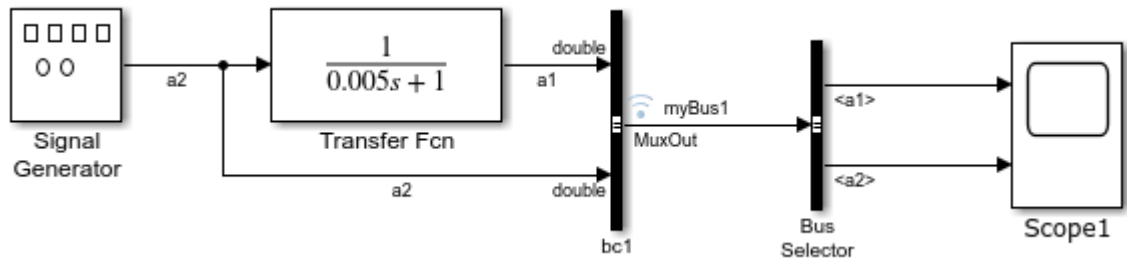 Signal
Generator
a2
1
0.005s + 1
Transfer Fcn
a1
double
a2
double
bc1
myBus1
MuxOut
Bus
Selector
<a1>
<a2>
Scope1